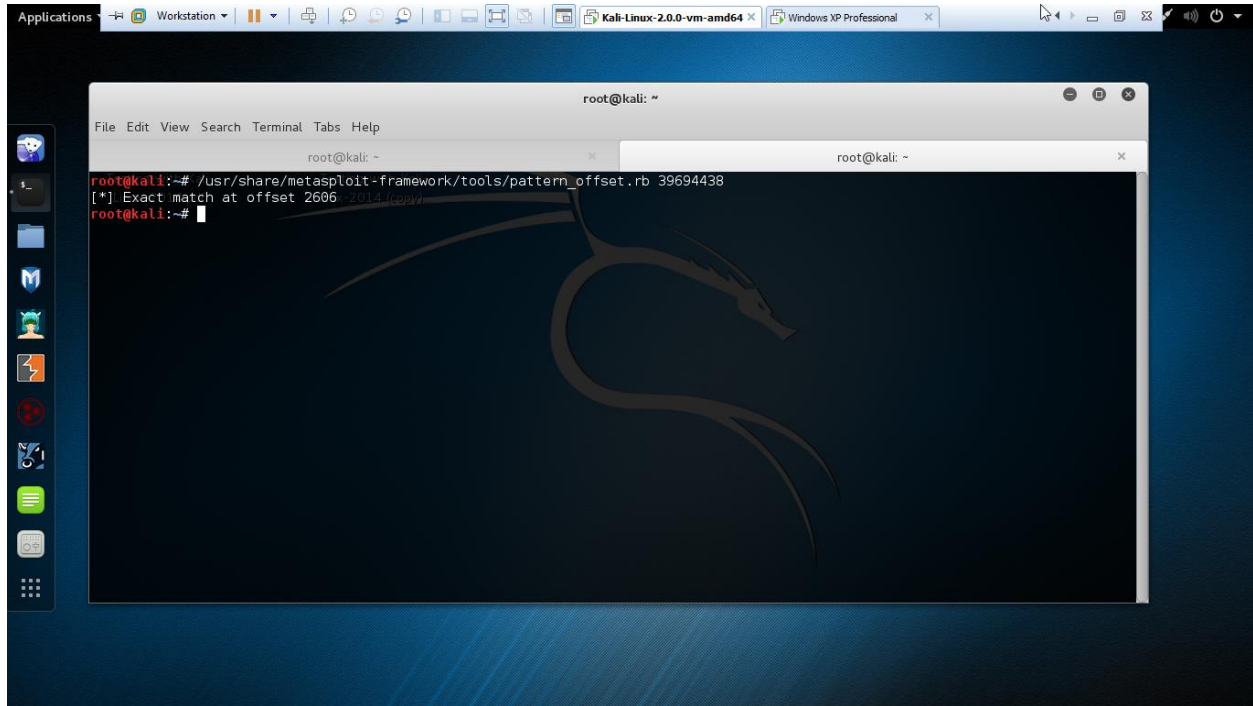 Applications
Workstation
Kali-Linux-2.0.0-vm-amd64
Windows XP Professional
root@kali: ~
File Edit View Search Terminal Tabs Help
root@kali: ~
root@kali: ~
root@kali:~# /usr/share/metasploit-framework/tools/pattern_offset.rb 39694438
[*] Exact match at offset 2606
root@kali:~#